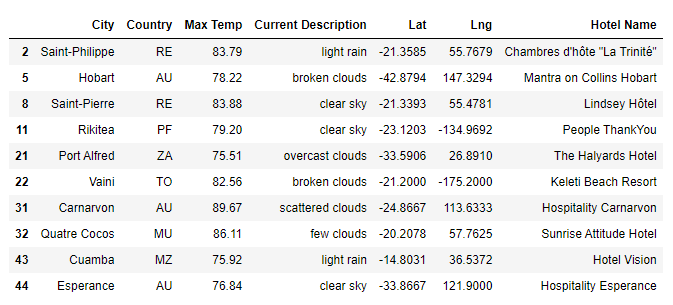 City Country Max Temp Current Description Lat Lng Hotel Name
2 Saint-Philippe RE 83.79 light rain -21.3585 55.7679 Chambres d'hôte "La Trinité"
5 Hobart AU 78.22 broken clouds -42.8794 147.3294 Mantra on Collins Hobart
8 Saint-Pierre RE 83.88 clear sky -21.3393 55.4781 Lindsey Hôtel
11 Rikitea PF 79.20 clear sky -23.1203 -134.9692 People ThankYou
21 Port Alfred ZA 75.51 overcast clouds -33.5906 26.8910 The Halyards Hotel
22 Vaini TO 82.56 broken clouds -21.2000 -175.2000 Keleti Beach Resort
31 Carnarvon AU 89.67 scattered clouds -24.8667 113.6333 Hospitality Carnarvon
32 Quatre Cocos MU 86.11 few clouds -20.2078 57.7625 Sunrise Attitude Hotel
43 Cuamba MZ 75.92 light rain -14.8031 36.5372 Hotel Vision
44 Esperance AU 76.84 clear sky -33.8667 121.9000 Hospitality Esperance